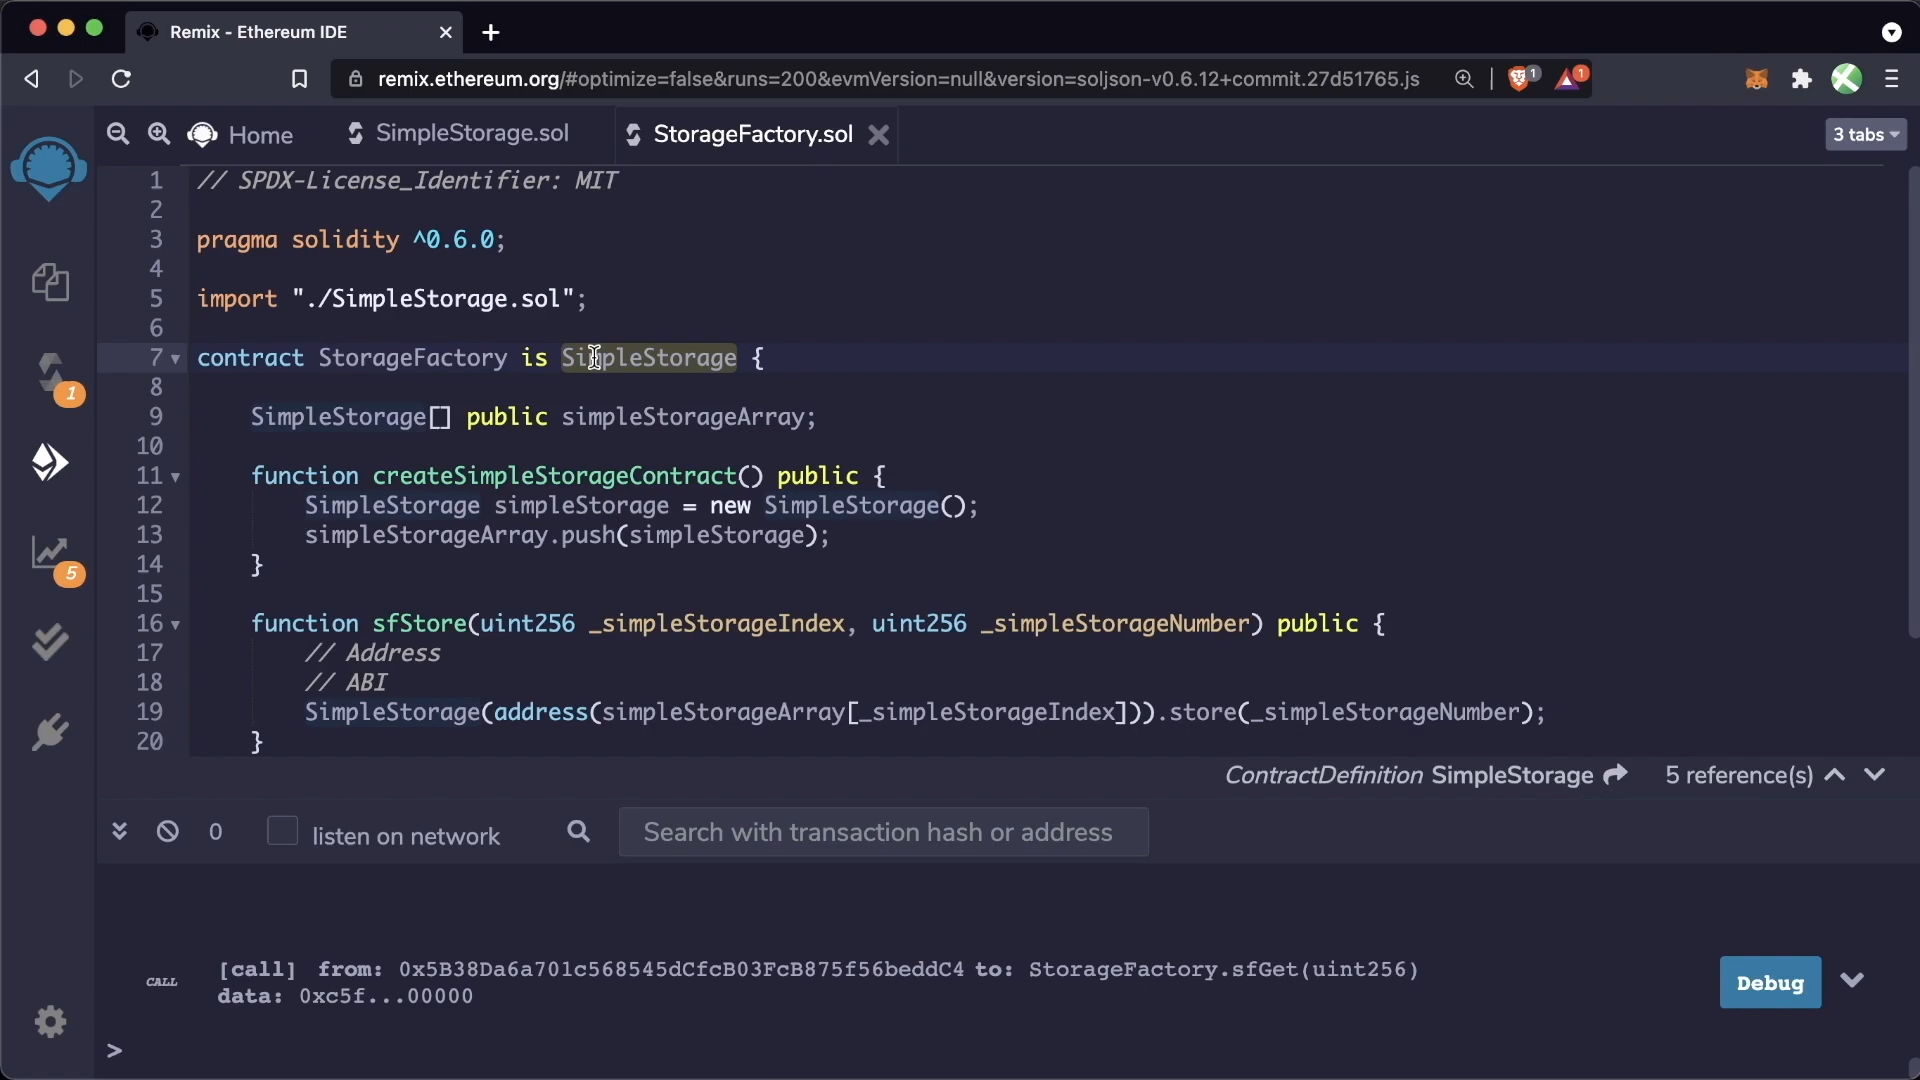 Remix - Ethereum IDE
remix.ethereum.org/#optimize=false&runs=200&evmVersion=null&version=soljson-v0.6.12+commit.27d51765.js
1
1
Home
SimpleStorage.sol
StorageFactory.sol
3 tabs
1 // SPDX-License_Identifier: MIT
2
3 pragma solidity ^0.6.0;
4
5 import "./SimpleStorage.sol";
6
7 contract StorageFactory is SimpleStorage {
8
9 SimpleStorage[] public simpleStorageArray;
10
11 function createSimpleStorageContract() public {
12 SimpleStorage simpleStorage = new SimpleStorage();
13 simpleStorageArray.push(simpleStorage);
14 }
15
16 function sfStore(uint256 _simpleStorageIndex, uint256 _simpleStorageNumber) public {
17 // Address
18 // ABI
19 SimpleStorage(address(simpleStorageArray[_simpleStorageIndex])).store(_simpleStorageNumber);
20 }
1
5
ContractDefinition SimpleStorage 5 reference(s)
0 listen on network Search with transaction hash or address
CALL [call] from: 0x5B38Da6a701c568545dCfcB03FcB875f56beddC4 to: StorageFactory.sfGet(uint256)
data: 0xc5f...00000
Debug
>